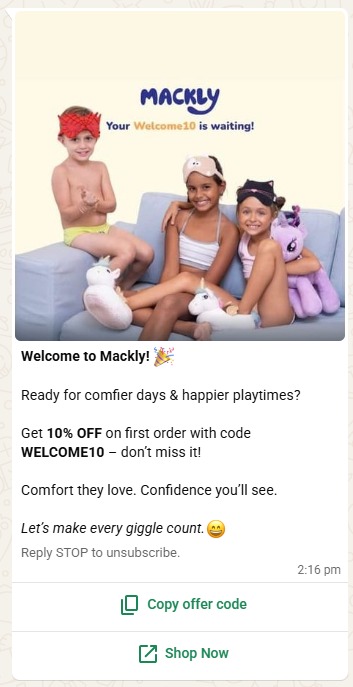 MACKLY
Your Welcome10 is waiting!
Welcome to Mackly! 🎉
Ready for comfier days & happier playtimes?
Get 10% OFF on first order with code
WELCOME10 – don’t miss it!
Comfort they love. Confidence you’ll see.
Let’s make every giggle count.😄
Reply STOP to unsubscribe.
2:16 pm
Copy offer code
Shop Now